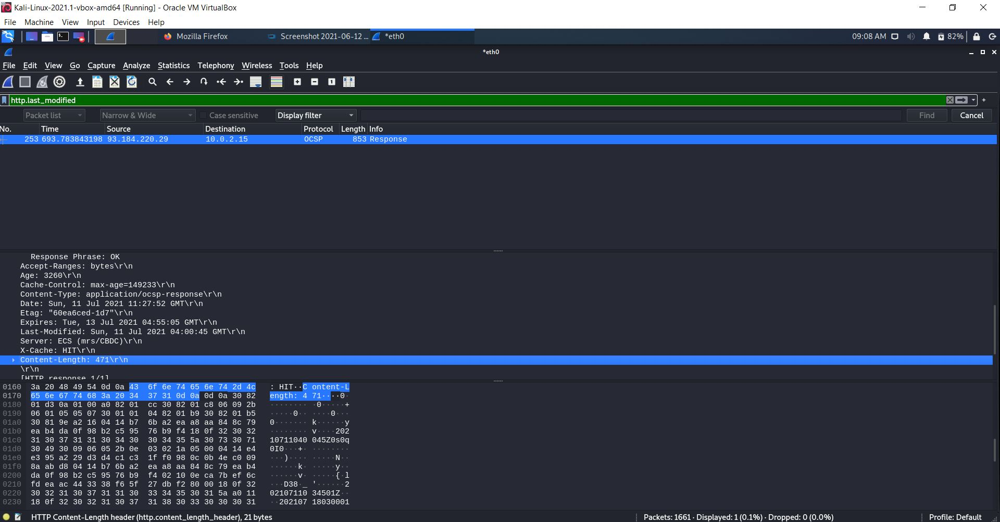 Kali-Linux-2021.1-vbox-amd64 [Running] - Oracle VM VirtualBox
File Machine View Input Devices Help
Mozilla Firefox Screenshot 2021-06-12 ... *eth0 09:08 AM 82%
*eth0
File Edit View Go Capture Analyze Statistics Telephony Wireless Tools Help
http.last_modified
Packet list Narrow & Wide Case sensitive Display filter Find Cancel
No. Time Source Destination Protocol Length Info
253 693.783843198 93.184.220.29 10.0.2.15 OCSP 853 Response
Response Phrase: OK
Accept-Ranges: bytes\r\n
Age: 3260\r\n
Cache-Control: max-age=149233\r\n
Content-Type: application/ocsp-response\r\n
Date: Sun, 11 Jul 2021 11:27:52 GMT\r\n
Etag: "60ea6ced-1d7"\r\n
Expires: Tue, 13 Jul 2021 04:55:05 GMT\r\n
Last-Modified: Sun, 11 Jul 2021 04:00:45 GMT\r\n
Server: ECS (mrs/CBDC)\r\n
X-Cache: HIT\r\n
Content-Length: 471\r\n
\r\n
[HTTP response 1/1]
0160 3a 20 48 49 54 0d 0a 43 6f 6e 74 65 6e 74 2d 4c : HIT··C ontent-L
0170 65 6e 67 74 68 3a 20 34 37 31 0d 0a 0d 0a 30 82 ength: 4 71····0·
0180 01 d3 0a 01 00 a0 82 01 cc 30 82 01 c8 06 09 2b ········ ·0·····+
0190 06 01 05 05 07 30 01 01 04 82 01 b9 30 82 01 b5 ·····0·· ····0···
01a0 30 81 9e a2 16 04 14 b7 6b a2 ea a8 aa 84 8c 79 0······· k······y
01b0 ea b4 da 0f 98 b2 c5 95 76 b9 f4 18 0f 32 30 32 ········ v····202
01c0 31 30 37 31 31 30 34 30 30 34 35 5a 30 73 30 71 10711040 045Z0s0q
01d0 30 49 30 09 06 05 2b 0e 03 02 1a 05 00 04 14 e4 0I0···+· ········
01e0 e3 95 a2 29 d3 d4 c1 c3 1f f0 98 0c 0b 4e c0 09 ···)···· ·····N··
01f0 8a ab d8 04 14 b7 6b a2 ea a8 aa 84 8c 79 ea b4 ······k· ·····y··
0200 da 0f 98 b2 c5 95 76 b9 f4 02 10 0e ca 7b ef 6c ······v· ·····{·l
0210 fd ea ac 44 33 38 f6 5f 27 db f2 80 00 18 0f 32 ···D38·_ '······2
0220 30 32 31 30 37 31 31 30 33 34 35 30 31 5a a0 11 02107110 34501Z··
0230 18 0f 32 30 32 31 30 37 31 38 30 33 30 30 30 31 ··202107 18030001
HTTP Content-Length header (http.content_length_header), 21 bytes Packets: 1661 · Displayed: 1 (0.1%) · Dropped: 0 (0.0%) Profile: Default